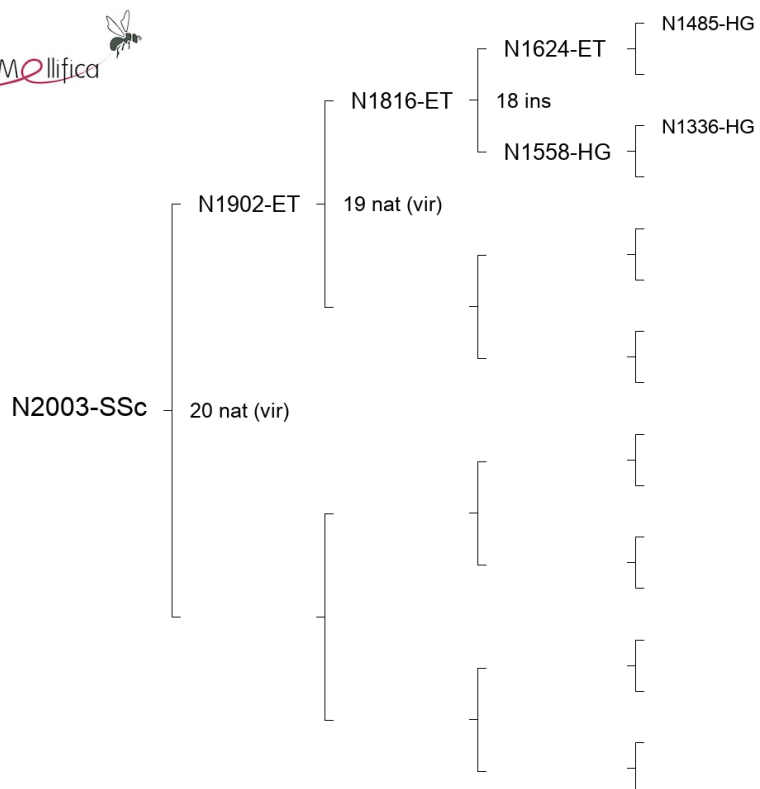 Mellifica
N1485-HG
N1624-ET
N1816-ET
18 ins
N1336-HG
N1558-HG
N1902-ET
19 nat (vir)
N2003-SSc
20 nat (vir)